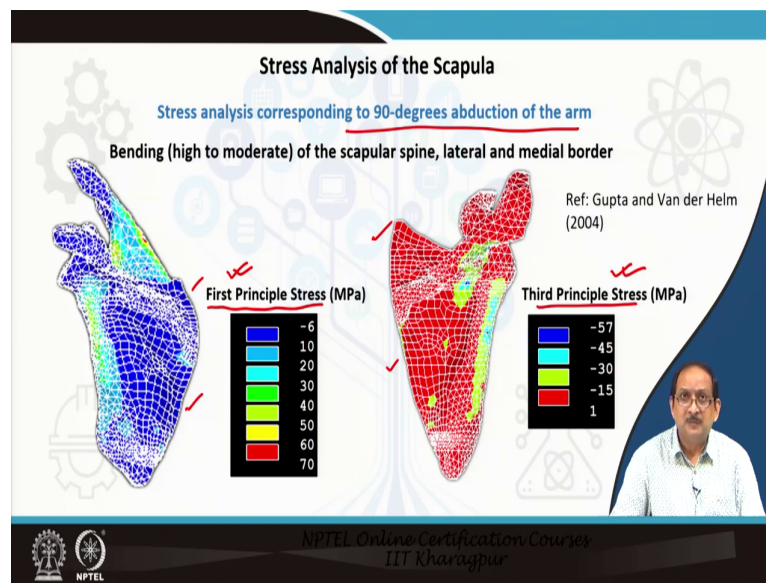 Stress Analysis of the Scapula
Stress analysis corresponding to 90-degrees abduction of the arm
Bending (high to moderate) of the scapular spine, lateral and medial border
Ref: Gupta and Van der Helm
(2004)
First Principle Stress (MPa)
-6
10
20
30
40
50
60
70
Third Principle Stress (MPa)
-57
-45
-30
-15
1
NPTEL Online Certification Courses
IIT Kharagpur
NPTEL